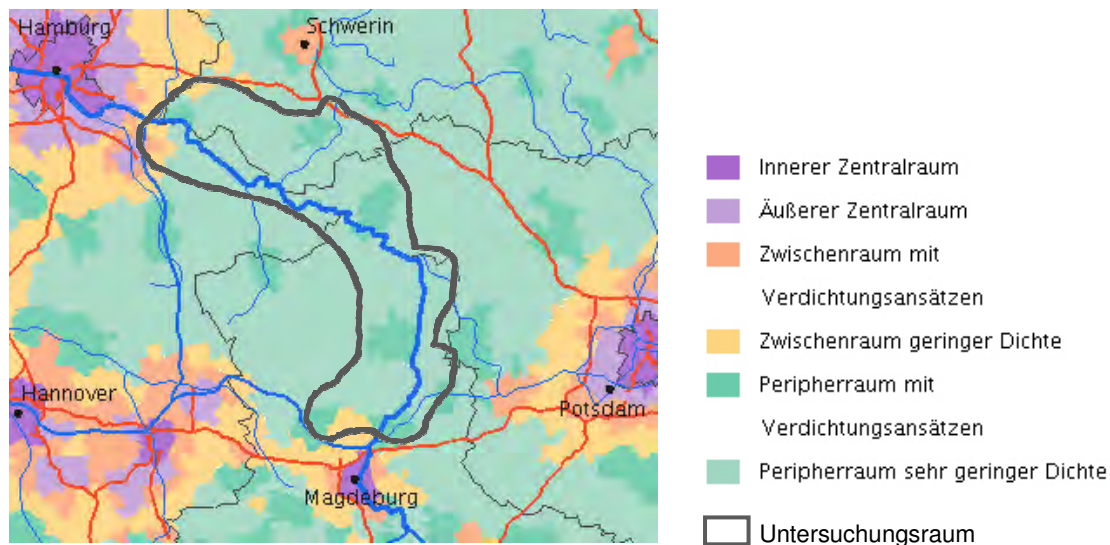 Hamburg
Schwerin
Hannover
Potsdam
Magdeburg
Innerer Zentralraum
Äußerer Zentralraum
Zwischenraum mit
Verdichtungsansätzen
Zwischenraum geringer Dichte
Peripherraum mit
Verdichtungsansätzen
Peripherraum sehr geringer Dichte
Untersuchungsraum